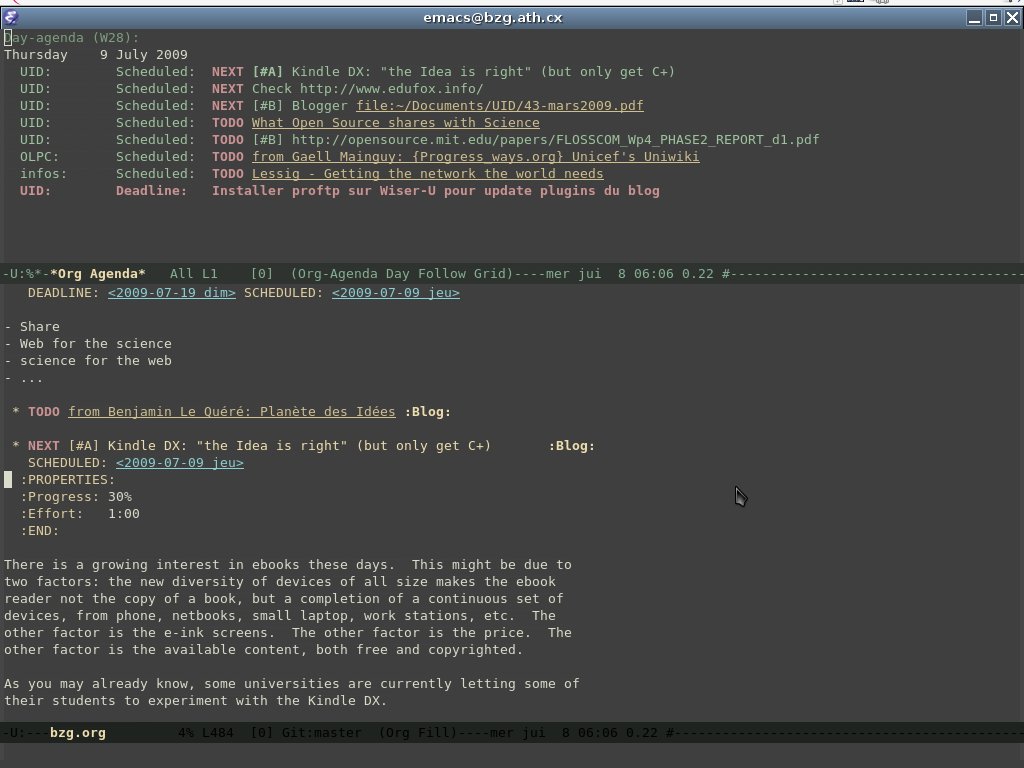 emacs@bzg.ath.cx
Day-agenda (W28):
Thursday    9 July 2009
  UID:        Scheduled:  NEXT [#A] Kindle DX: "the Idea is right" (but only get C+)
  UID:        Scheduled:  NEXT Check http://www.edufox.info/
  UID:        Scheduled:  NEXT [#B] Blogger file:~/Documents/UID/43-mars2009.pdf
  UID:        Scheduled:  TODO What Open Source shares with Science
  UID:        Scheduled:  TODO [#B] http://opensource.mit.edu/papers/FLOSSCOM_Wp4_PHASE2_REPORT_d1.pdf
  OLPC:       Scheduled:  TODO from Gaell Mainguy: {Progress_ways.org} Unicef's Uniwiki
  infos:      Scheduled:  TODO Lessig - Getting the network the world needs
  UID:        Deadline:   Installer proftp sur Wiser-U pour update plugins du blog
-U:%*-*Org Agenda*   All L1    [0]  (Org-Agenda Day Follow Grid)----mer jui  8 06:06 0.22 #-------------------------------------
   DEADLINE: <2009-07-19 dim> SCHEDULED: <2009-07-09 jeu>
- Share
- Web for the science
- science for the web
- ...
 * TODO from Benjamin Le Quéré: Planète des Idées :Blog:
 * NEXT [#A] Kindle DX: "the Idea is right" (but only get C+)       :Blog:
   SCHEDULED: <2009-07-09 jeu>
  :PROPERTIES:
  :Progress: 30%
  :Effort:   1:00
  :END:
There is a growing interest in ebooks these days.  This might be due to
two factors: the new diversity of devices of all size makes the ebook
reader not the copy of a book, but a completion of a continuous set of
devices, from phone, netbooks, small laptop, work stations, etc.  The
other factor is the e-ink screens.  The other factor is the price.  The
other factor is the available content, both free and copyrighted.
As you may already know, some universities are currently letting some of
their students to experiment with the Kindle DX.
-U:---bzg.org         4% L484  [0] Git:master  (Org Fill)----mer jui  8 06:06 0.22 #--------------------------------------------